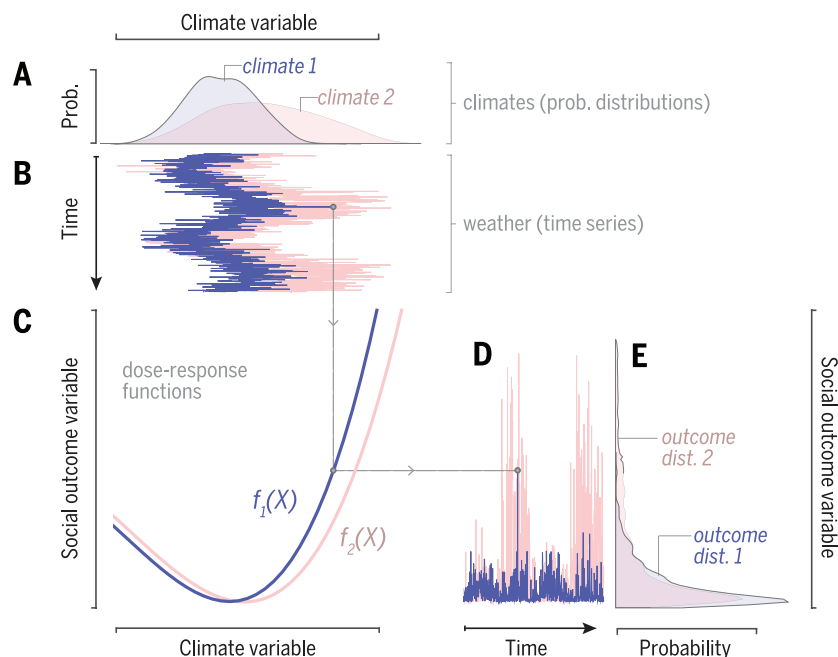 Climate variable
A
Prob.
climate 1
climate 2
climates (prob. distributions)
B
Time
weather (time series)
C
Social outcome variable
dose-response
functions
f1(X)
f2(X)
Climate variable
D
Time
E
outcome
dist. 2
outcome
dist. 1
Probability
Social outcome variable